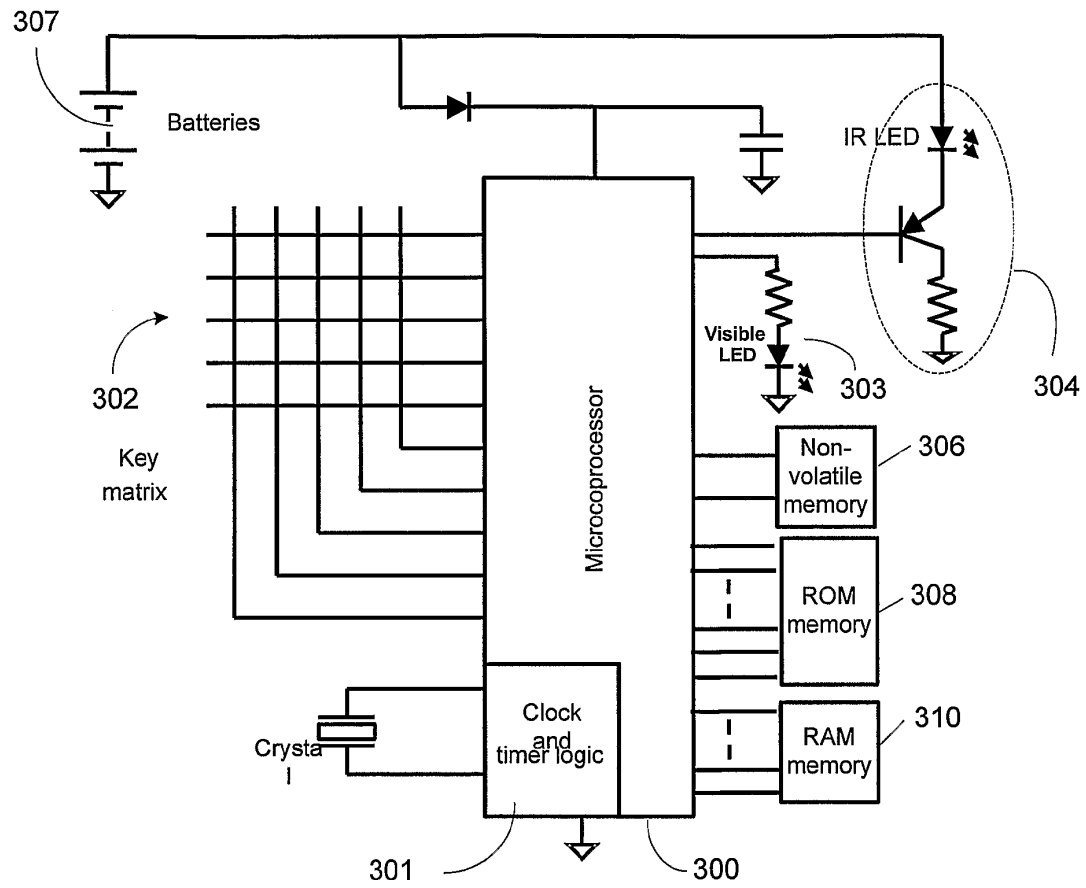 307
Batteries
IR LED
302
Key
matrix
Visible
LED
303
304
Microcoprocessor
Non-
volatile
memory
306
ROM
memory
308
Clock
and
timer logic
Crysta
l
RAM
memory
310
301
300